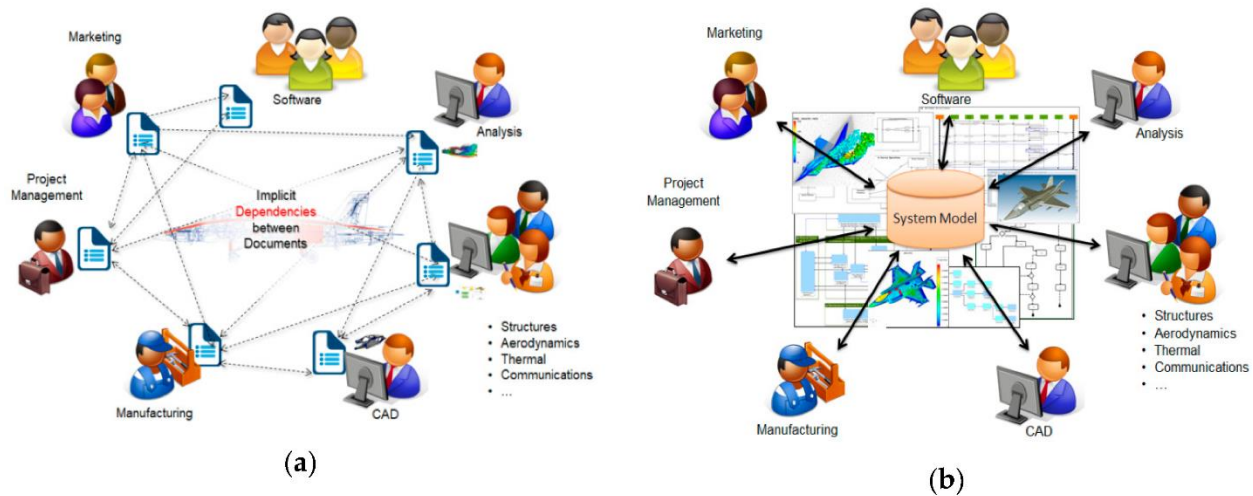 Marketing
Software
Analysis
Project
Management
Implicit
Dependencies
between
Documents
• Structures
• Aerodynamics
• Thermal
• Communications
• ...
Manufacturing
CAD
(a)
Marketing
Software
Analysis
Project
Management
System Model
• Structures
• Aerodynamics
• Thermal
• Communications
• ...
Manufacturing
CAD
(b)